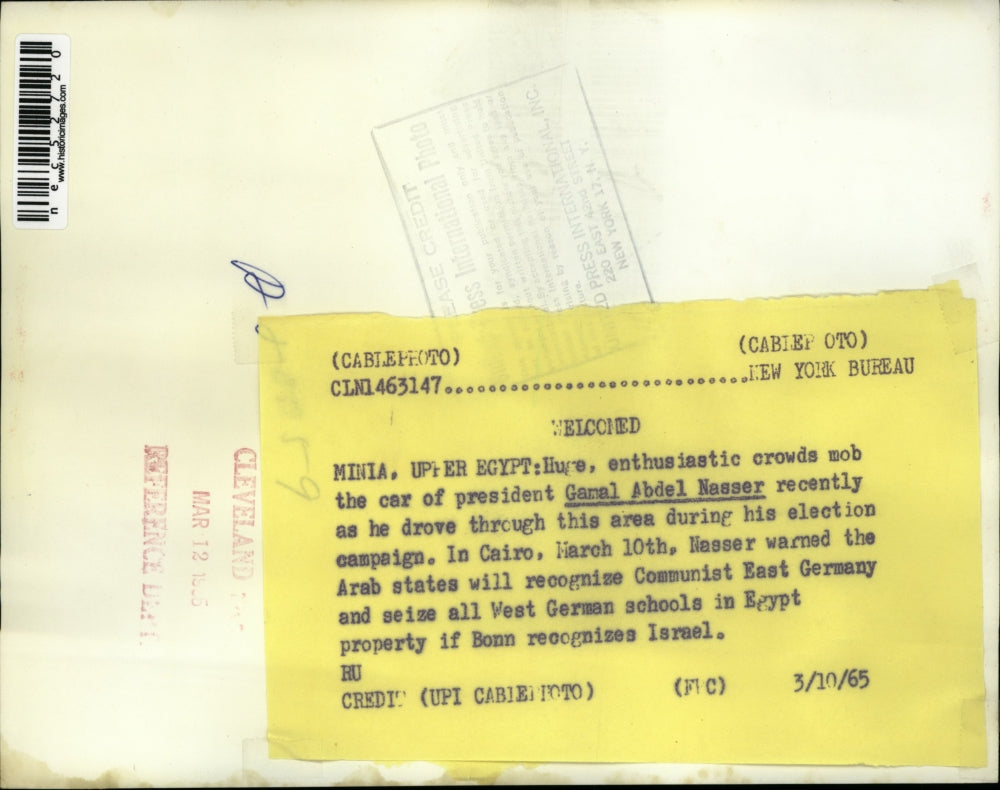 (CABLEPHOTO) (CABLEP OTO)
CLN1463147..............................NEW YORK BUREAU
WELCOMED
MINIA, UPPER EGYPT:Huge, enthusiastic crowds mob
the car of president Gamal Abdel Nasser recently
as he drove through this area during his election
campaign. In Cairo, March 10th, Nasser warned the
Arab states will recognize Communist East Germany
and seize all West German schools in Egypt
property if Bonn recognizes Israel.
RU
CREDIT (UPI CABLEPHOTO) 3/10/65
nec52720
www.historicimages.com
EASE CREDIT
ess International Photo
D PRESS INTERNATIONAL, INC.
220 EAST 42nd STREET
NEW YORK 17, N. Y.
CLEVELAND
MAR 12
REFERENCE DEPT.